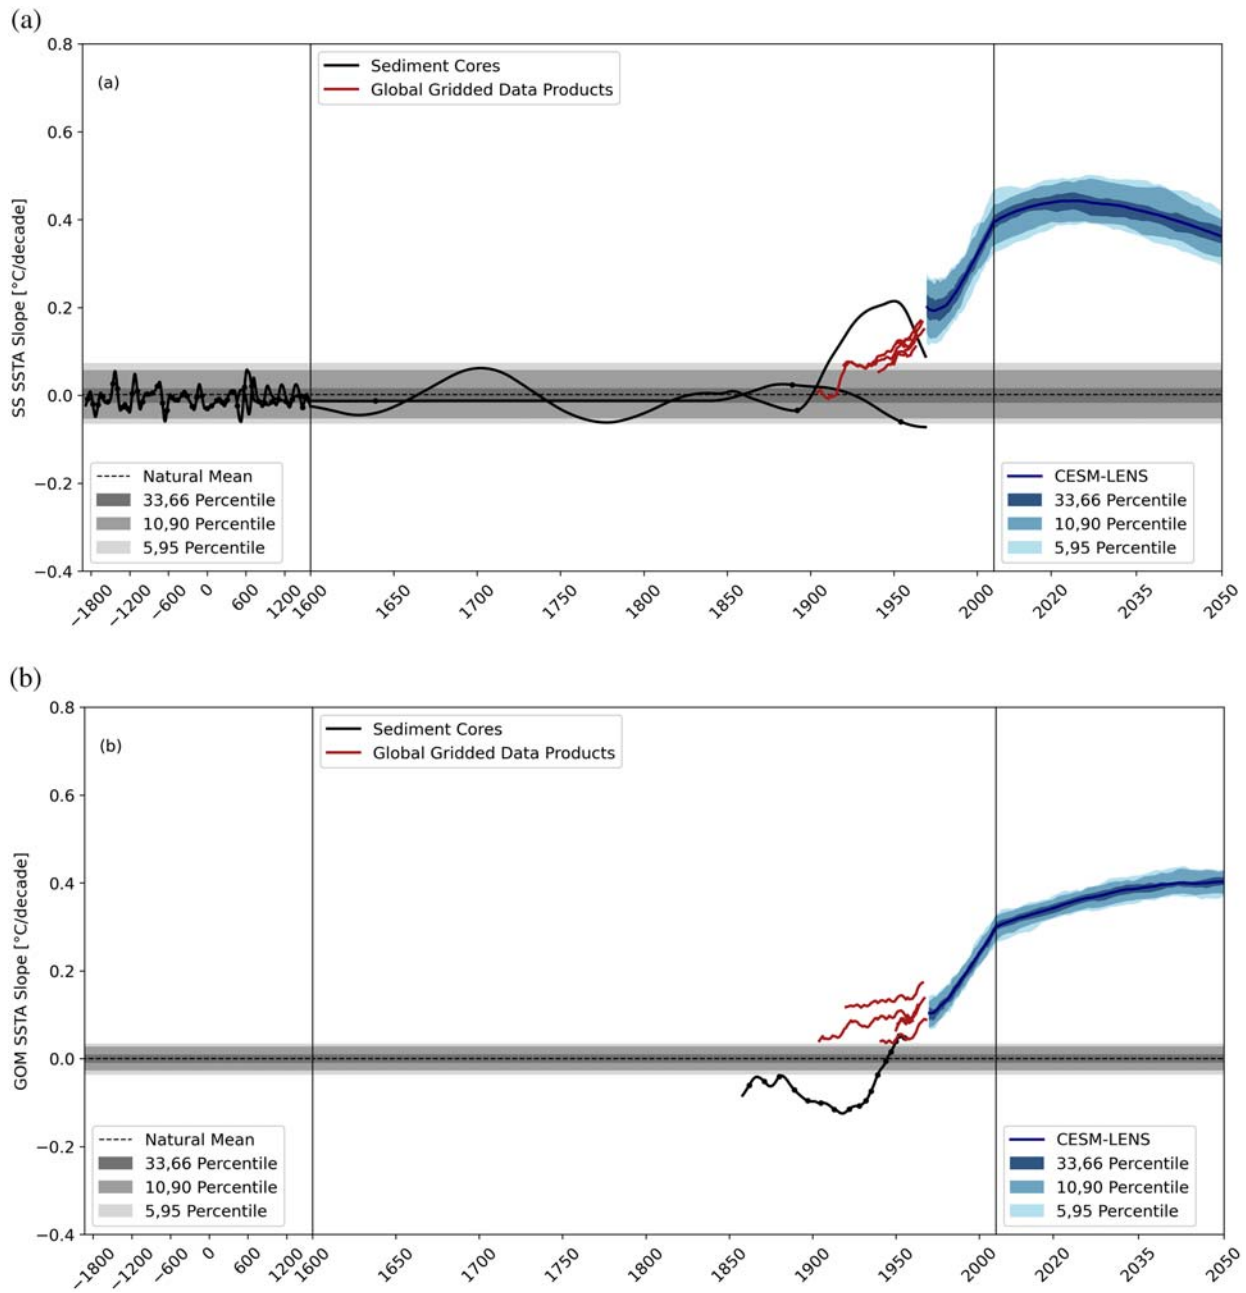 (a)
0.8
(a)
Sediment Cores
Global Gridded Data Products
0.6
0.4
0.2
0.0
−0.2
−0.4
SS SSTA Slope [°C/decade]
Natural Mean
33,66 Percentile
10,90 Percentile
5,95 Percentile
CESM-LENS
33,66 Percentile
10,90 Percentile
5,95 Percentile
−1800 −1200 −600 0 600 1200 1600 1650 1700 1750 1800 1850 1900 1950 2000 2020 2035 2050
(b)
0.8
(b)
Sediment Cores
Global Gridded Data Products
0.6
0.4
0.2
0.0
−0.2
−0.4
GOM SSTA Slope [°C/decade]
Natural Mean
33,66 Percentile
10,90 Percentile
5,95 Percentile
CESM-LENS
33,66 Percentile
10,90 Percentile
5,95 Percentile
−1800 −1200 −600 0 600 1200 1600 1650 1700 1750 1800 1850 1900 1950 2000 2020 2035 2050